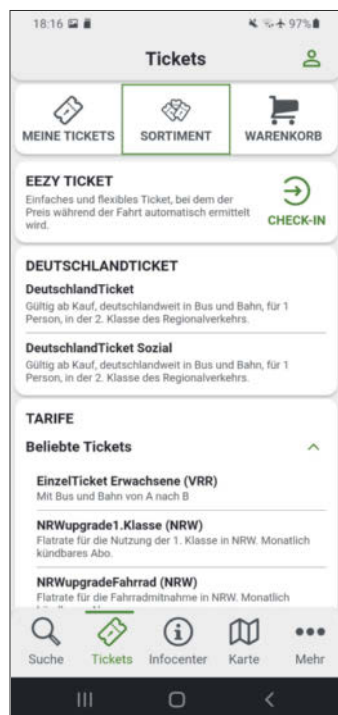 18:16 97%
Tickets
MEINE TICKETS SORTIMENT WARENKORB
EEZY TICKET
Einfaches und flexibles Ticket, bei dem der
Preis während der Fahrt automatisch ermittelt
wird.
CHECK-IN
DEUTSCHLANDTICKET
DeutschlandTicket
Gültig ab Kauf, deutschlandweit in Bus und Bahn, für 1
Person, in der 2. Klasse des Regionalverkehrs.
DeutschlandTicket Sozial
Gültig ab Kauf, deutschlandweit in Bus und Bahn, für 1
Person, in der 2. Klasse des Regionalverkehrs.
TARIFE
Beliebte Tickets
EinzelTicket Erwachsene (VRR)
Mit Bus und Bahn von A nach B
NRWupgrade1.Klasse (NRW)
Flatrate für die Nutzung der 1. Klasse in NRW. Monatlich
kündbares Abo.
NRWupgradeFahrrad (NRW)
Flatrate für die Fahrradmitnahme in NRW. Monatlich
Suche Tickets Infocenter Karte Mehr